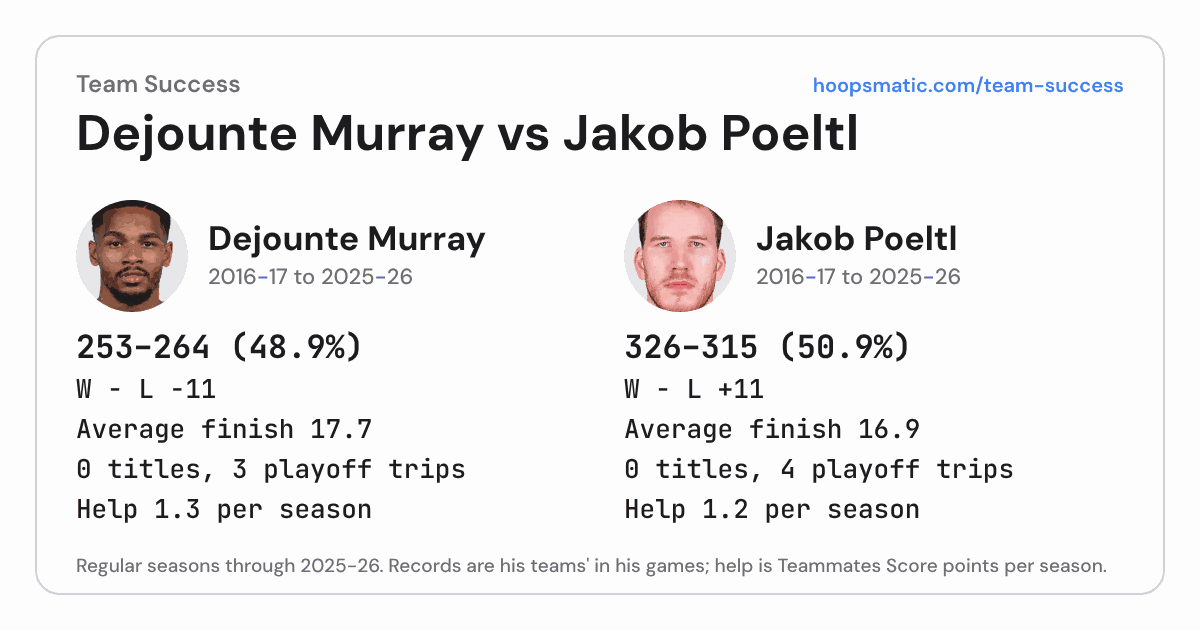 Team Success
hoopsmatic.com/team-success
Dejounte Murray vs Jakob Poeltl
Dejounte Murray
2016-17 to 2025-26
253-264 (48.9%)
W - L -11
Average finish 17.7
0 titles, 3 playoff trips
Help 1.3 per season
Jakob Poeltl
2016-17 to 2025-26
326-315 (50.9%)
W - L +11
Average finish 16.9
0 titles, 4 playoff trips
Help 1.2 per season
Regular seasons through 2025-26. Records are his teams' in his games; help is Teammates Score points per season.